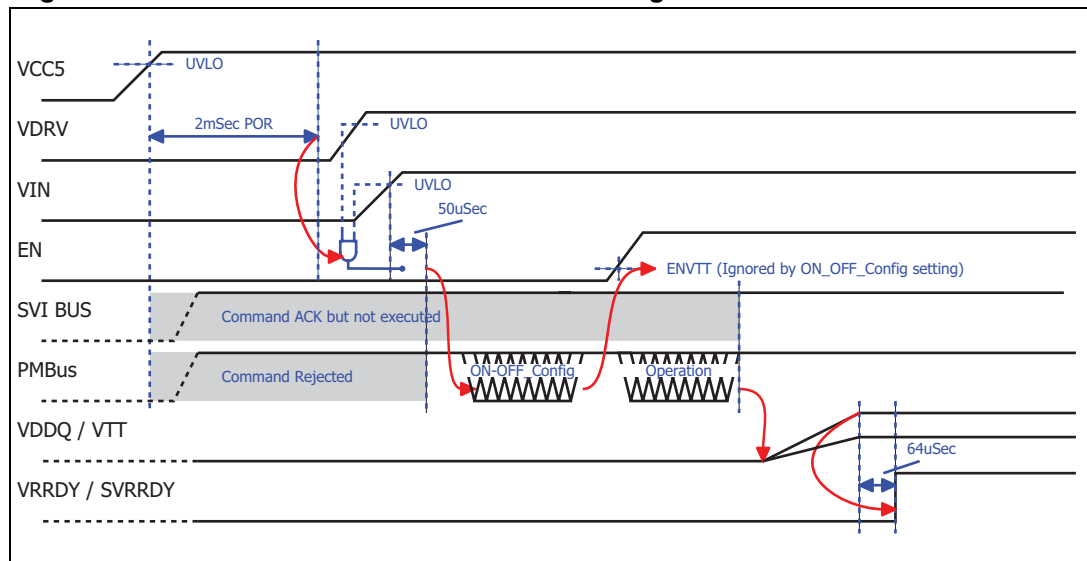 VCC5
UVLO
2mSec POR
VDRV
UVLO
VIN
UVLO
50uSec
EN
ENVTT (Ignored by ON_OFF_Config setting)
SVI BUS
Command ACK but not executed
PMBus
Command Rejected
ON-OFF_Config
Operation
VDDQ / VTT
64uSec
VRRDY / SVRRDY